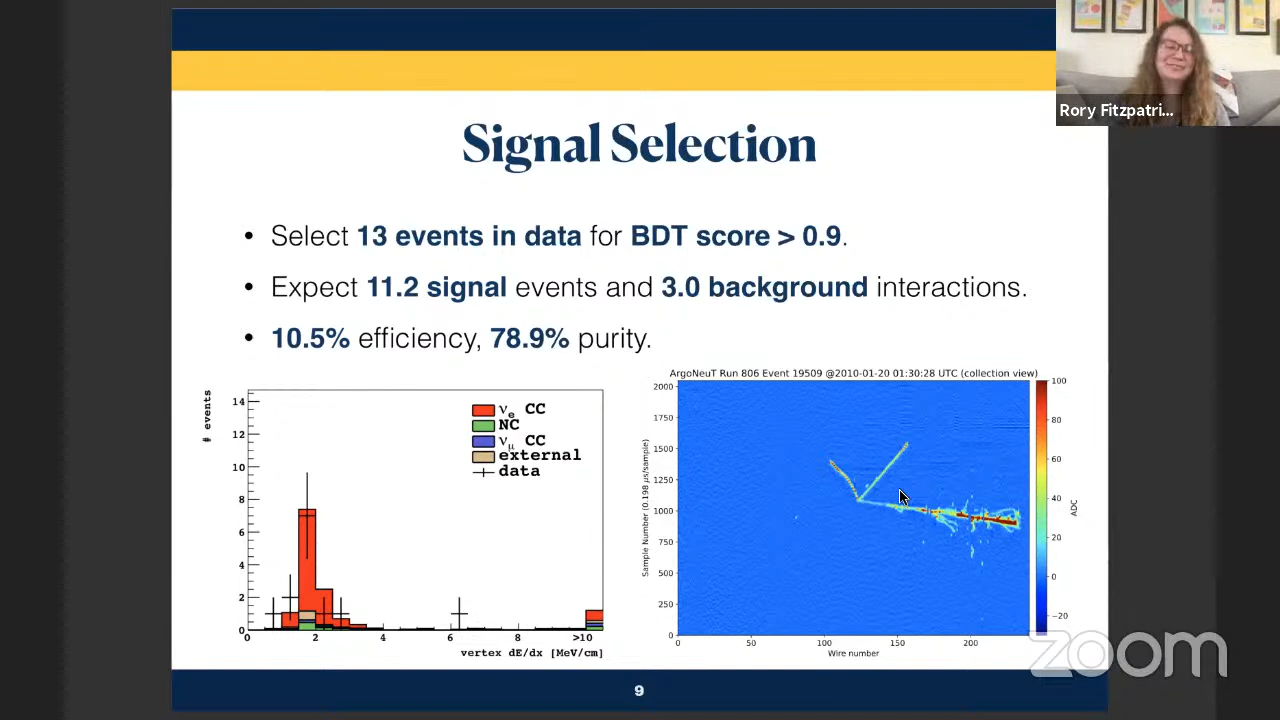 Rory Fitzpatri...
Signal Selection
• Select 13 events in data for BDT score > 0.9.
• Expect 11.2 signal events and 3.0 background interactions.
• 10.5% efficiency, 78.9% purity.
# events
14
12
10
8
6
4
2
0
νe CC
NC
νμ CC
external
data
0 2 4 6 8 >10
vertex dE/dx [MeV/cm]
ArgoNeuT Run 806 Event 19509 @2010-01-20 01:30:28 UTC (collection view)
Sample Number (0.198 μs/sample)
2000
1750
1500
1250
1000
750
500
250
0
0 50 100 150 200
Wire number
100
80
60
40
20
0
−20
ADC
zoom
9